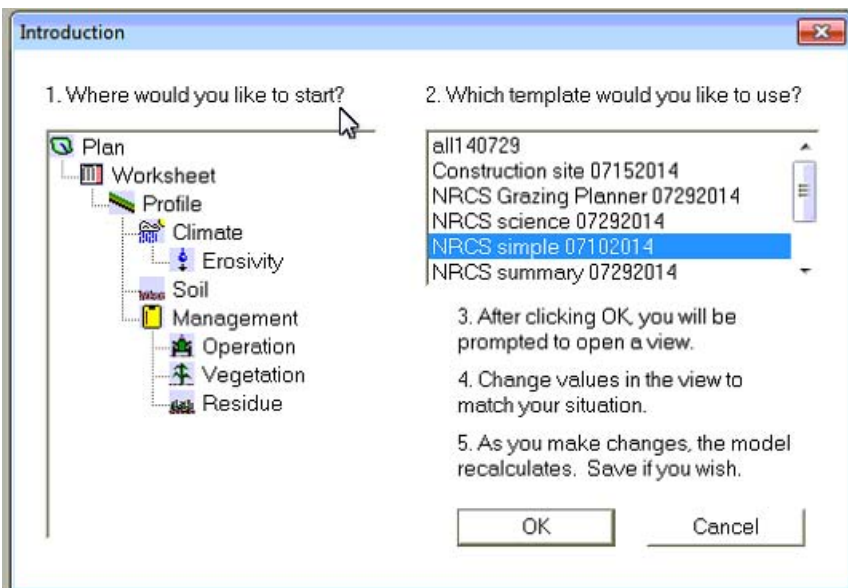 Introduction
1. Where would you like to start?
Plan
Worksheet
Profile
Climate
Erosivity
Soil
Management
Operation
Vegetation
Residue
2. Which template would you like to use?
all140729
Construction site 07152014
NRCS Grazing Planner 07292014
NRCS science 07292014
NRCS simple 07102014
NRCS summary 07292014
3. After clicking OK, you will be
prompted to open a view.
4. Change values in the view to
match your situation.
5. As you make changes, the model
recalculates. Save if you wish.
OK
Cancel